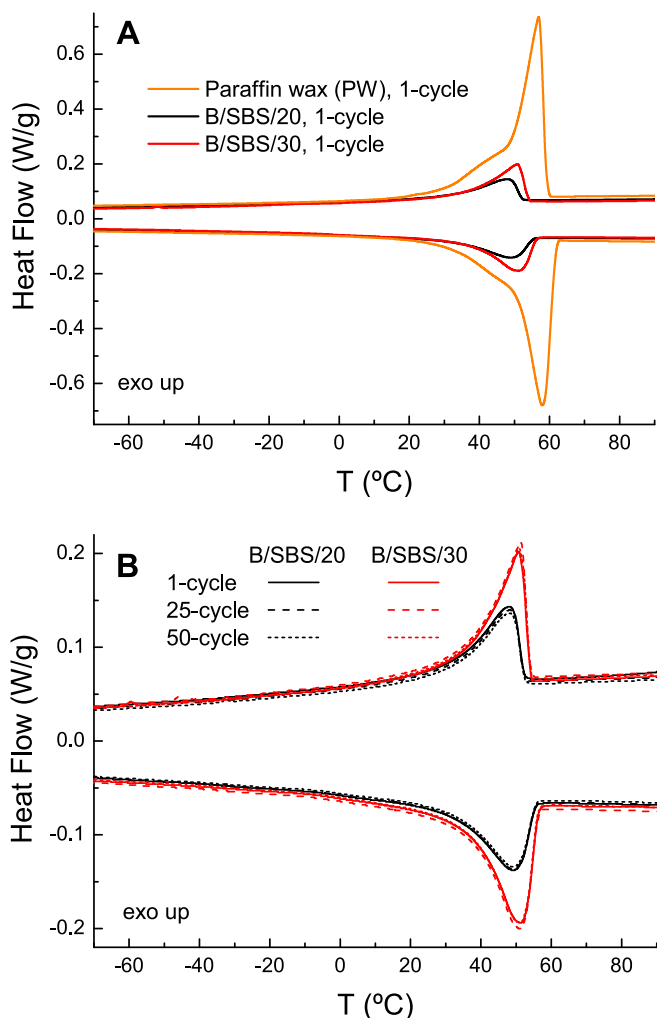 A
Paraffin wax (PW), 1-cycle
B/SBS/20, 1-cycle
B/SBS/30, 1-cycle
Heat Flow (W/g)
0.6
0.4
0.2
0.0
-0.2
-0.4
-0.6
exo up
-60 -40 -20 0 20 40 60 80
T (ºC)
B
B/SBS/20 B/SBS/30
1-cycle
25-cycle
50-cycle
Heat Flow (W/g)
0.2
0.1
0.0
-0.1
-0.2
exo up
-60 -40 -20 0 20 40 60 80
T (ºC)